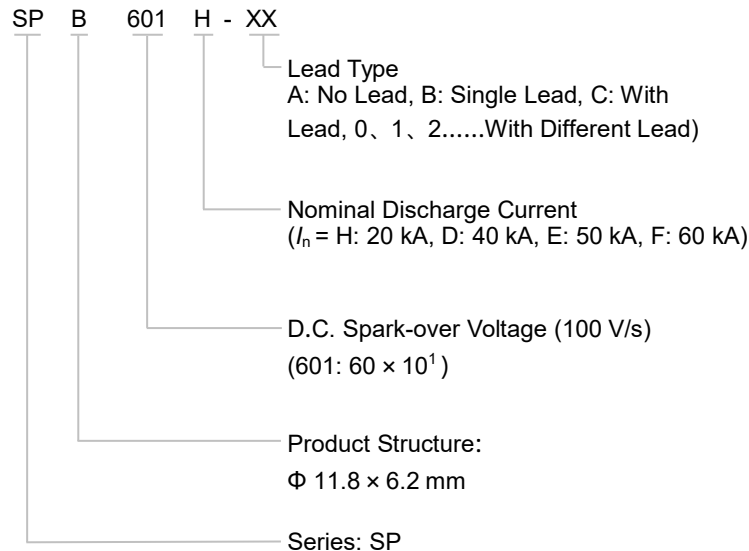 SP B 601 H - XX
Lead Type
A: No Lead, B: Single Lead, C: With
Lead, 0、1、2......With Different Lead)
Nominal Discharge Current
(Iₙ = H: 20 kA, D: 40 kA, E: 50 kA, F: 60 kA)
D.C. Spark-over Voltage (100 V/s)
(601: 60 × 10¹ )
Product Structure:
Φ 11.8 × 6.2 mm
Series: SP